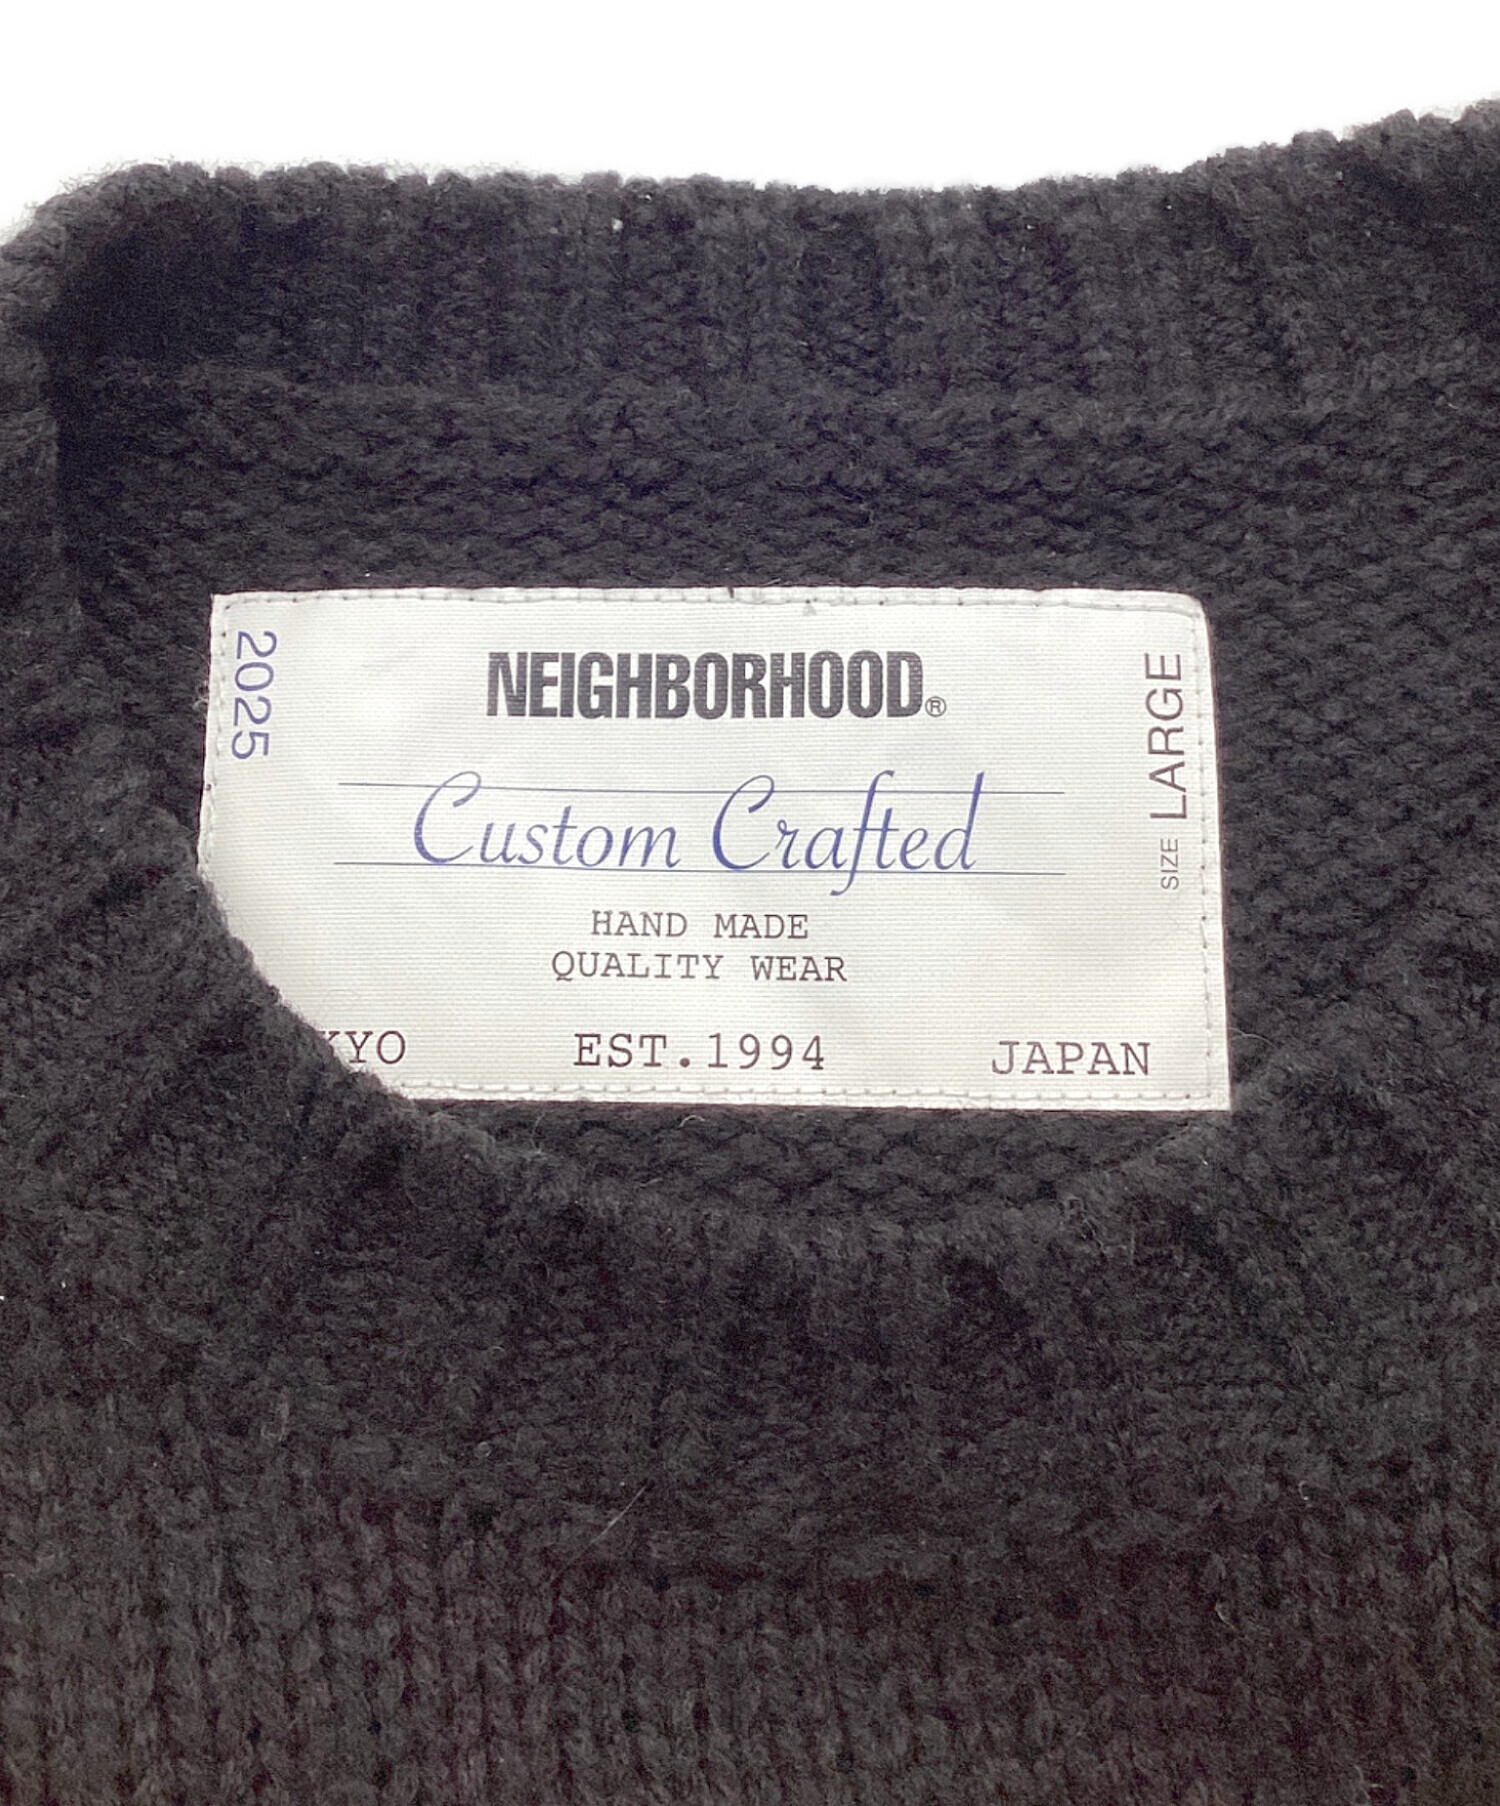 2025
NEIGHBORHOOD®
SIZE LARGE
Custom Crafted
HAND MADE
QUALITY WEAR
KYO EST.1994 JAPAN